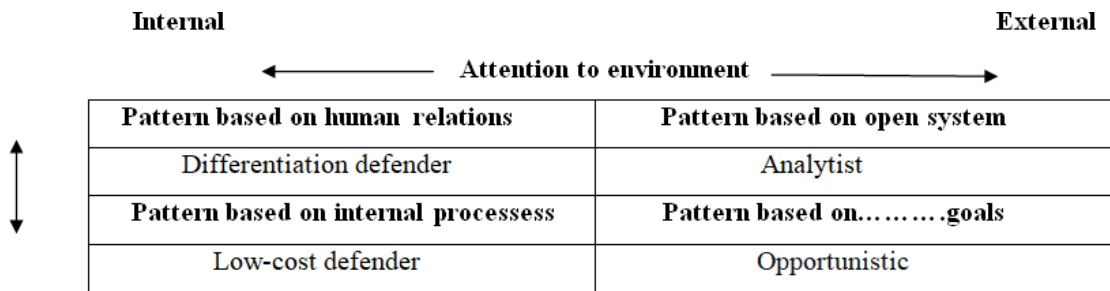 Internal External
Attention to environment
Pattern based on human relations Pattern based on open system
Differentiation defender Analytist
Pattern based on internal processess Pattern based on……….goals
Low-cost defender Opportunistic